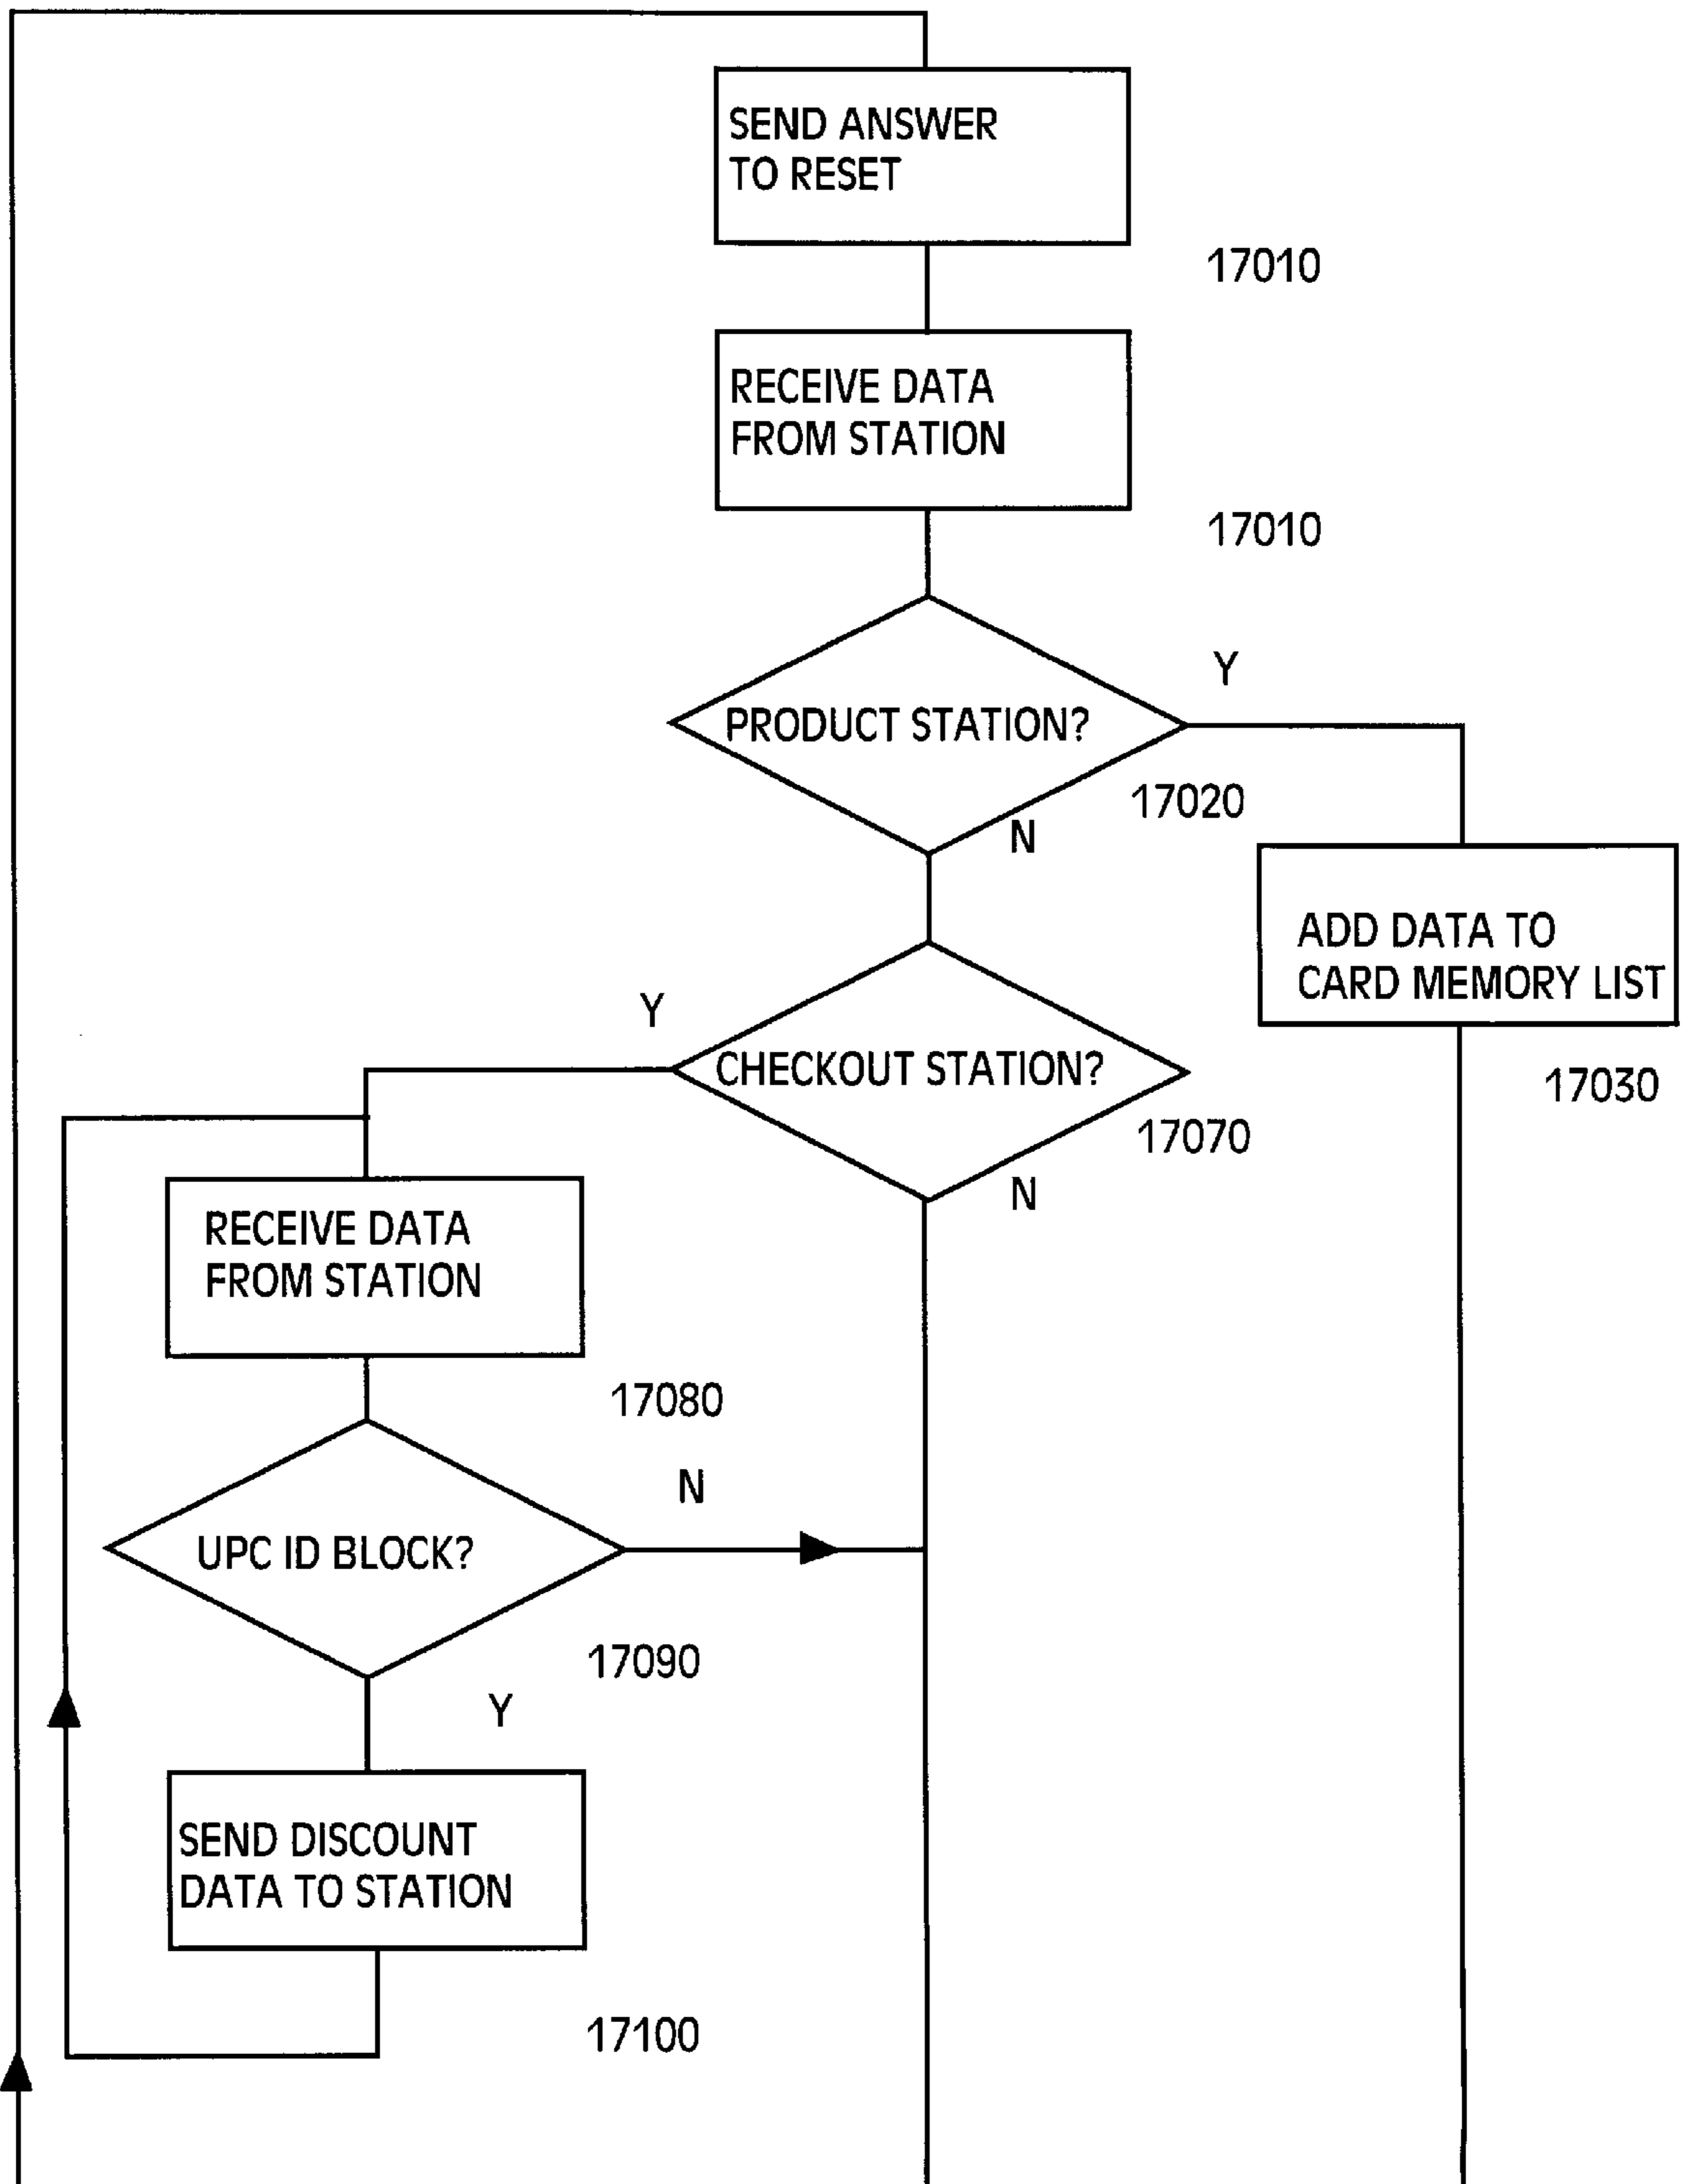 SEND ANSWER
TO RESET
17010
RECEIVE DATA
FROM STATION
17010
Y
PRODUCT STATION?
17020
N
ADD DATA TO
CARD MEMORY LIST
17030
Y
CHECKOUT STATION?
17070
N
RECEIVE DATA
FROM STATION
17080
N
UPC ID BLOCK?
17090
Y
SEND DISCOUNT
DATA TO STATION
17100